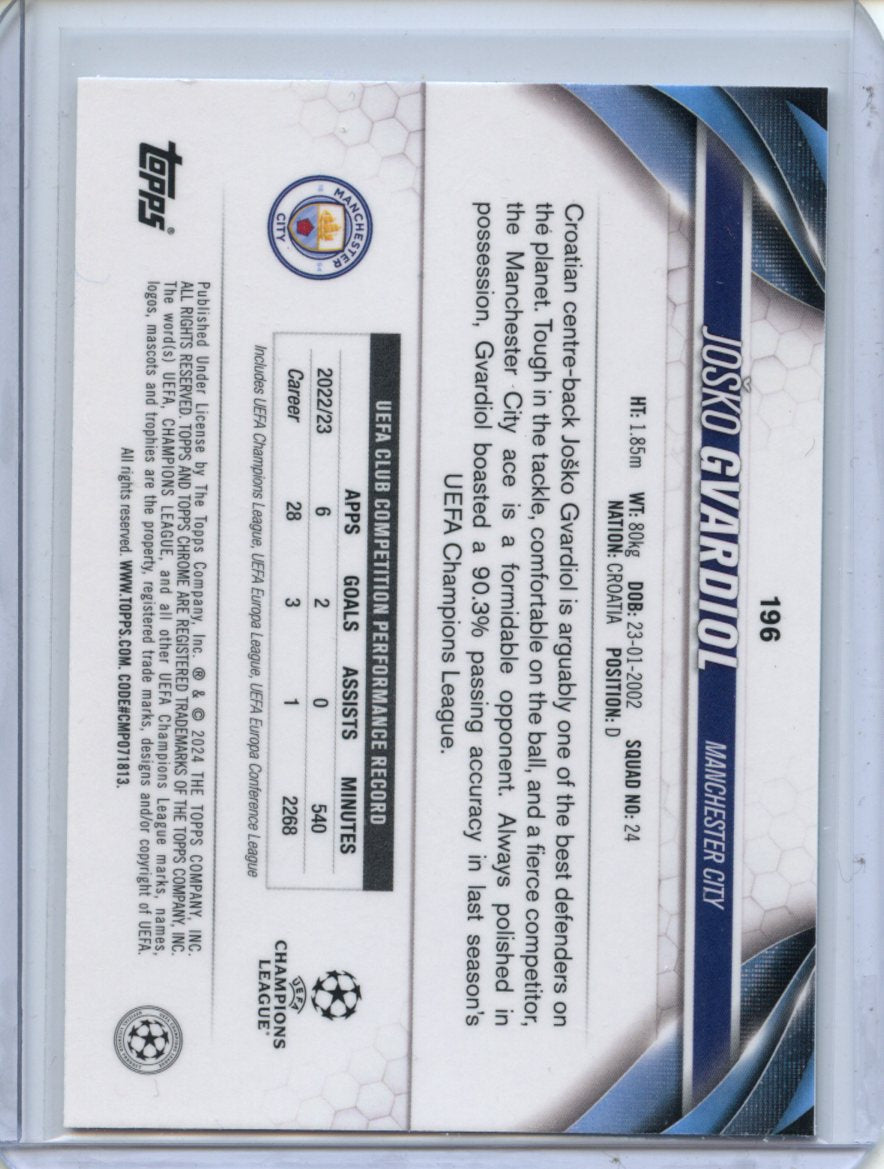 196
JOŠKO GVARDIOL MANCHESTER CITY
HT: 1.85m WT: 80kg DOB: 23-01-2002 SQUAD NO: 24
NATION: CROATIA POSITION: D
Croatian centre-back Joško Gvardiol is arguably one of the best defenders on
the planet. Tough in the tackle, comfortable on the ball, and a fierce competitor,
the Manchester City ace is a formidable opponent. Always polished in
possession, Gvardiol boasted a 90.3% passing accuracy in last season's
UEFA Champions League.
MANCHESTER
CITY
UEFA CLUB COMPETITION PERFORMANCE RECORD
APPS GOALS ASSISTS MINUTES
2022/23 6 2 0 540
Career 28 3 1 2268
Includes UEFA Champions League, UEFA Europa League, UEFA Europa Conference League
UEFA
CHAMPIONS
LEAGUE®
topps®
Published Under License by The Topps Company, Inc. ® & © 2024 THE TOPPS COMPANY, INC.
ALL RIGHTS RESERVED. TOPPS AND TOPPS CHROME ARE REGISTERED TRADEMARKS OF THE TOPPS COMPANY, INC.
The word(s) UEFA, CHAMPIONS LEAGUE, and all other UEFA Champions League marks, names,
logos, mascots and trophies are the property, registered trade marks, designs and/or copyright of UEFA.
All rights reserved. WWW.TOPPS.COM. CODE#CMP071813.